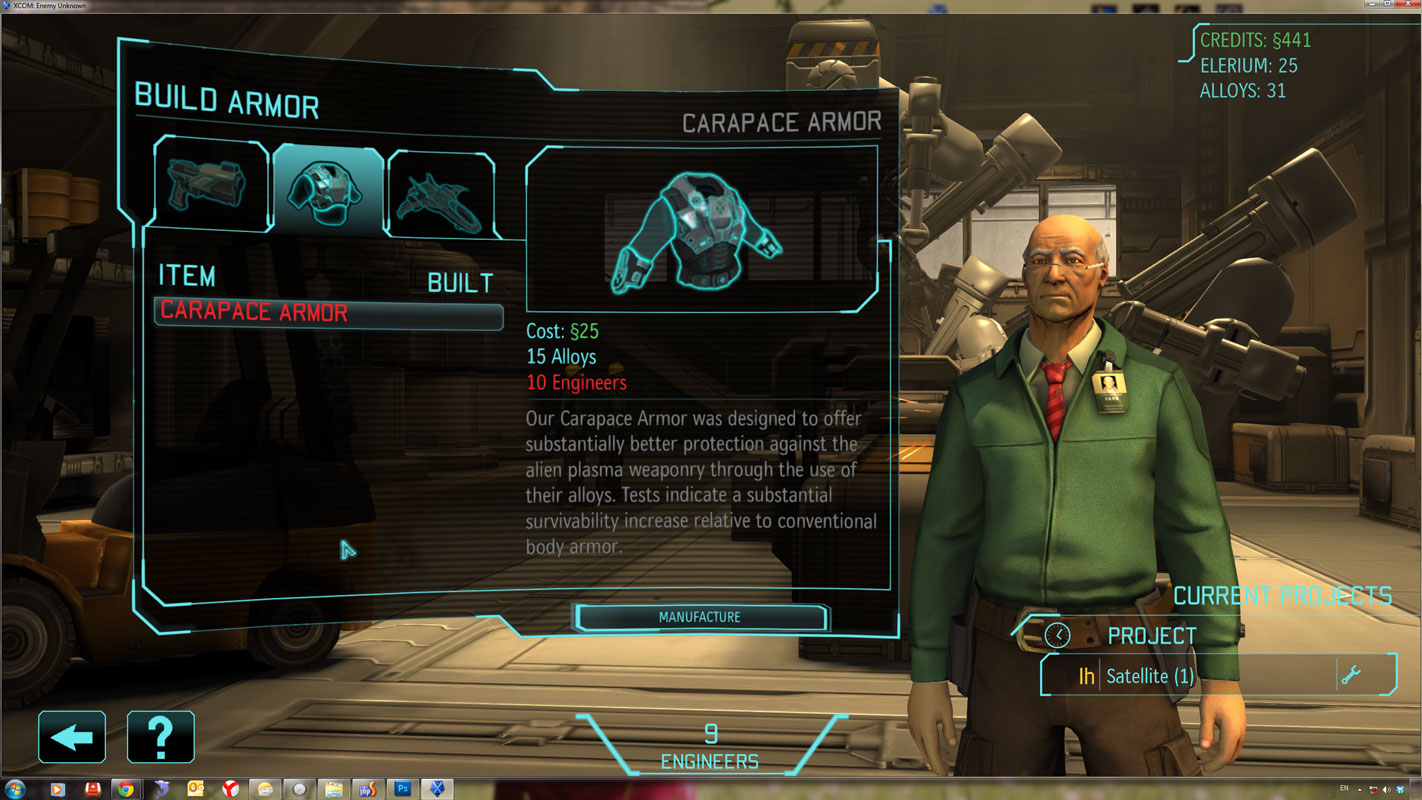 XCOM: Enemy Unknown
CREDITS: §441
ELERIUM: 25
ALLOYS: 31
BUILD ARMOR
CARAPACE ARMOR
ITEM
BUILT
CARAPACE ARMOR
Cost: §25
15 Alloys
10 Engineers
Our Carapace Armor was designed to offer
substantially better protection against the
alien plasma weaponry through the use of
their alloys. Tests indicate a substantial
survivability increase relative to conventional
body armor.
MANUFACTURE
CURRENT PROJECTS
PROJECT
1h Satellite (1)
?
9
ENGINEERS
php
Ps
EN